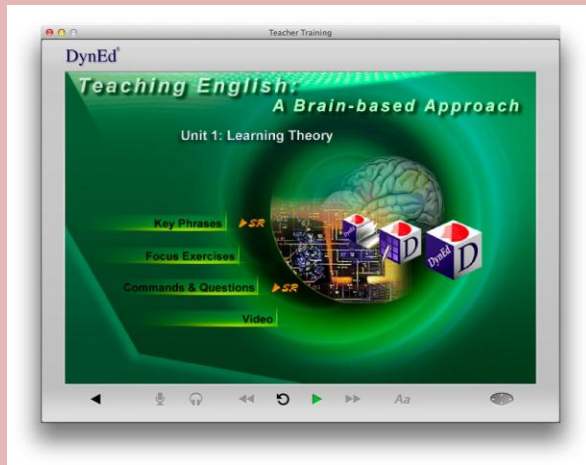 Teacher Training
DynEd®
Teaching English:
A Brain-based Approach
Unit 1: Learning Theory
Key Phrases
SR
Focus Exercises
Commands & Questions
SR
Video
DynEd
D
D
Aa